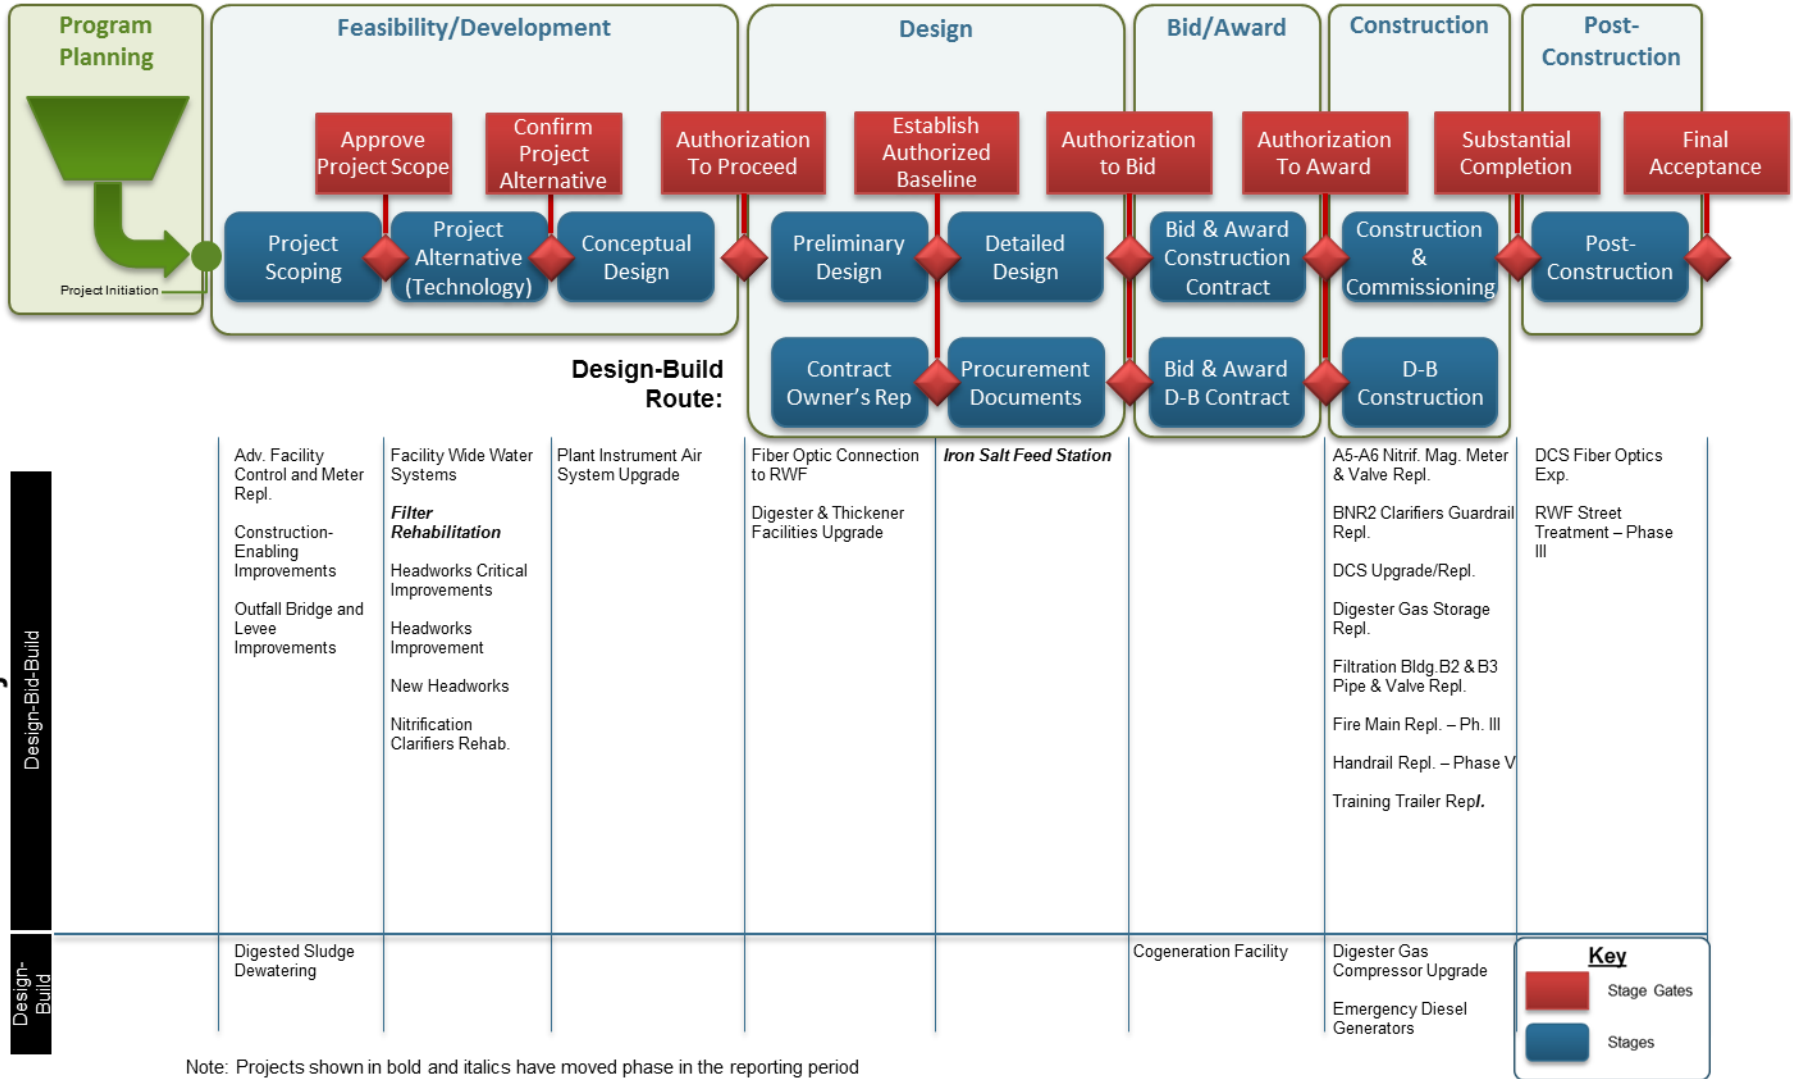 Program
Planning
Feasibility/Development
Design
Bid/Award
Construction
Post-
Construction
Approve
Project Scope
Confirm
Project
Alternative
Authorization
To Proceed
Establish
Authorized
Baseline
Authorization
to Bid
Authorization
To Award
Substantial
Completion
Final
Acceptance
Project Initiation
Project
Scoping
Project
Alternative
(Technology)
Conceptual
Design
Preliminary
Design
Detailed
Design
Bid & Award
Construction
Contract
Construction
&
Commissioning
Post-
Construction
Design-Build
Route:
Contract
Owner's Rep
Procurement
Documents
Bid & Award
D-B Contract
D-B
Construction
Design-Bid-Build
Adv. Facility
Control and Meter
Repl.
Construction-
Enabling
Improvements
Outfall Bridge and
Levee
Improvements
Facility Wide Water
Systems
Filter
Rehabilitation
Headworks Critical
Improvements
Headworks
Improvement
New Headworks
Nitrification
Clarifiers Rehab.
Plant Instrument Air
System Upgrade
Fiber Optic Connection
to RWF
Digester & Thickener
Facilities Upgrade
Iron Salt Feed Station
A5-A6 Nitrif. Mag. Meter
& Valve Repl.
BNR2 Clarifiers Guardrail
Repl.
DCS Upgrade/Repl.
Digester Gas Storage
Repl.
Filtration Bldg.B2 & B3
Pipe & Valve Repl.
Fire Main Repl. – Ph. III
Handrail Repl. – Phase V
Training Trailer Repl.
DCS Fiber Optics
Exp.
RWF Street
Treatment – Phase
III
Design-
Build
Digested Sludge
Dewatering
Cogeneration Facility
Digester Gas
Compressor Upgrade
Emergency Diesel
Generators
Key
Stage Gates
Stages
Note: Projects shown in bold and italics have moved phase in the reporting period